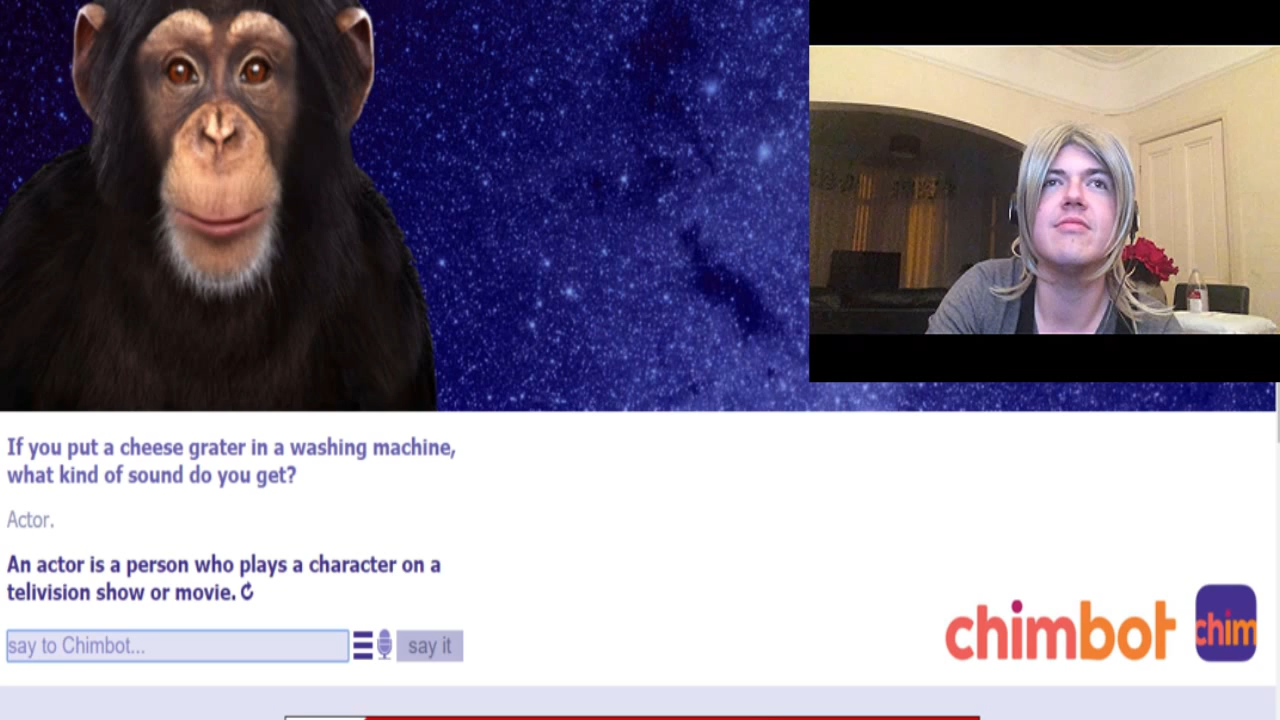 If you put a cheese grater in a washing machine,
what kind of sound do you get?
Actor.
An actor is a person who plays a character on a
telivision show or movie.
say to Chimbot...
say it
chimbot
chim